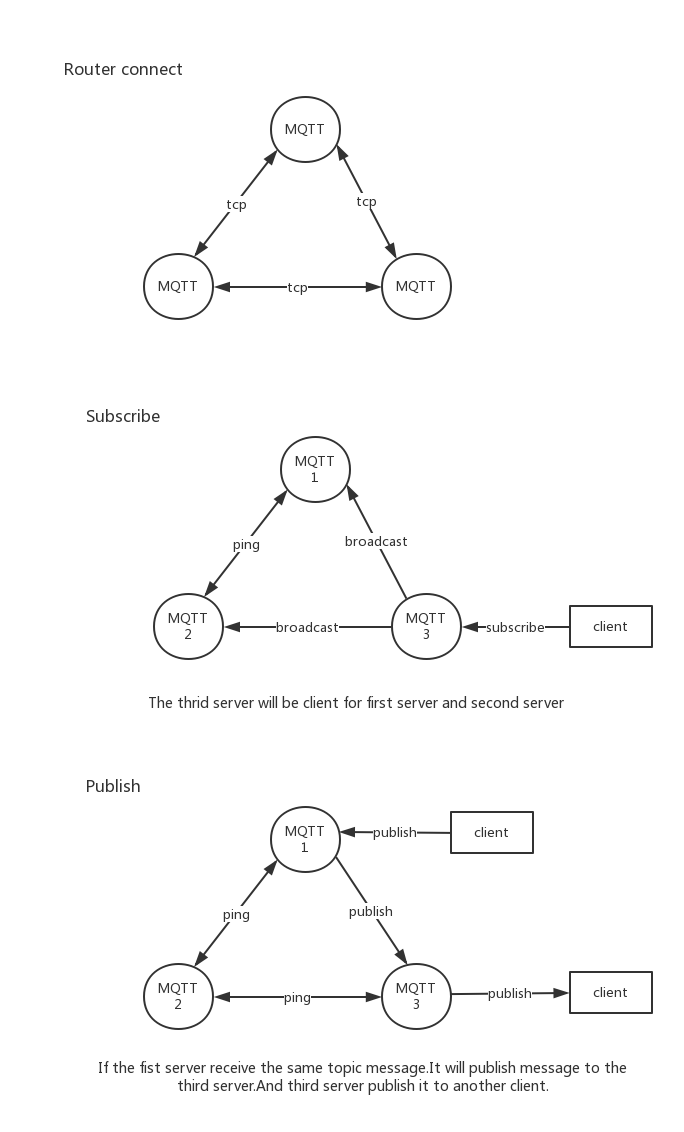 Router connect
MQTT
tcp
tcp
MQTT
tcp
MQTT
Subscribe
MQTT
1
broadcast
ping
MQTT
2
broadcast
MQTT
3
subscribe
client
The thrid server will be client for first server and second server
Publish
MQTT
1
publish
client
ping
publish
MQTT
2
ping
MQTT
3
publish
client
If the fist server receive the same topic message.It will publish message to the
third server.And third server publish it to another client.